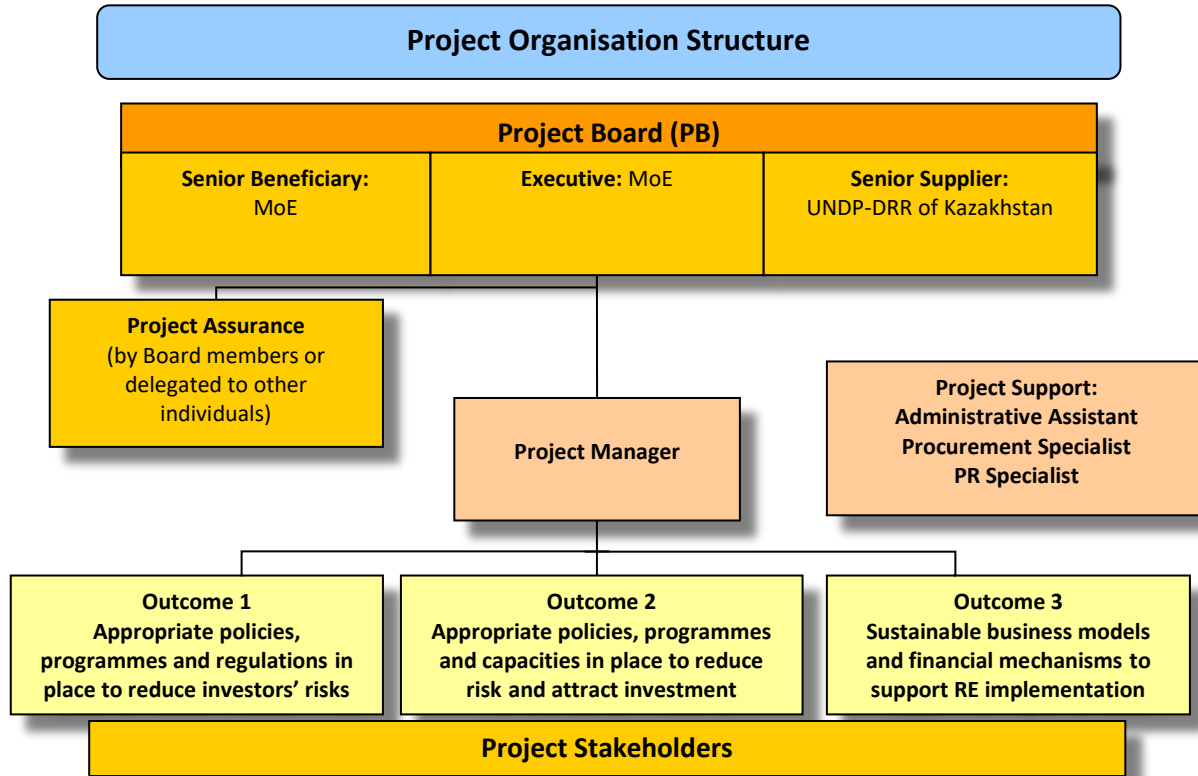 Project Organisation Structure
Project Board (PB)
Senior Beneficiary:
MoE
Executive: MoE
Senior Supplier:
UNDP-DRR of Kazakhstan
Project Assurance
(by Board members or
delegated to other
individuals)
Project Manager
Project Support:
Administrative Assistant
Procurement Specialist
PR Specialist
Outcome 1
Appropriate policies,
programmes and regulations in
place to reduce investors’ risks
Outcome 2
Appropriate policies, programmes
and capacities in place to reduce
risk and attract investment
Outcome 3
Sustainable business models
and financial mechanisms to
support RE implementation
Project Stakeholders